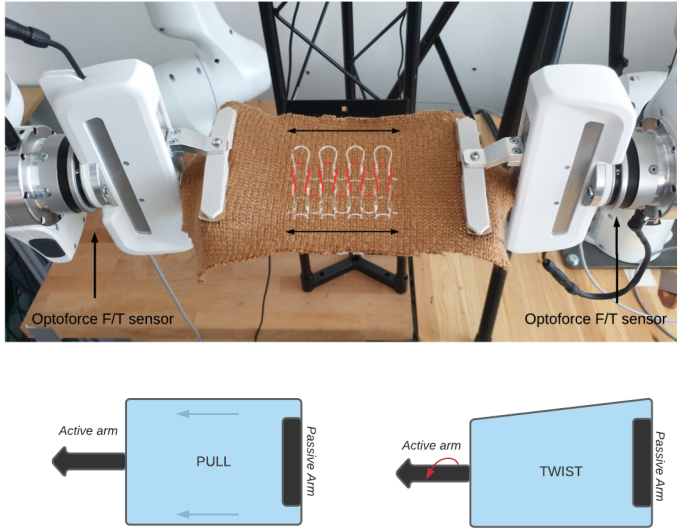 Optoforce F/T sensor
Optoforce F/T sensor
Active arm
PULL
Passive Arm
Active arm
TWIST
Passive Arm